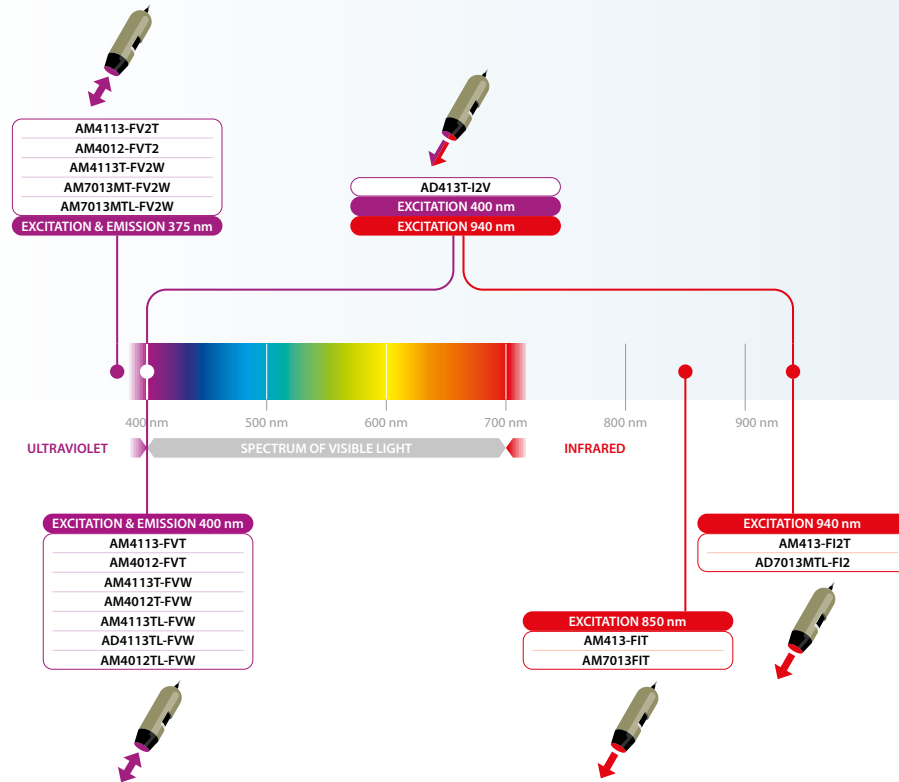 AM4113-FV2T
AM4012-FVT2
AM4113T-FV2W
AM7013MT-FV2W
AM7013MTL-FV2W
EXCITATION & EMISSION 375 nm
AD413T-I2V
EXCITATION 400 nm
EXCITATION 940 nm
400 nm
500 nm
600 nm
700 nm
800 nm
900 nm
ULTRAVIOLET
SPECTRUM OF VISIBLE LIGHT
INFRARED
EXCITATION & EMISSION 400 nm
AM4113-FVT
AM4012-FVT
AM4113T-FVW
AM4012T-FVW
AM4113TL-FVW
AD4113TL-FVW
AM4012TL-FVW
EXCITATION 850 nm
AM413-FIT
AM7013FIT
EXCITATION 940 nm
AM413-FI2T
AD7013MTL-FI2